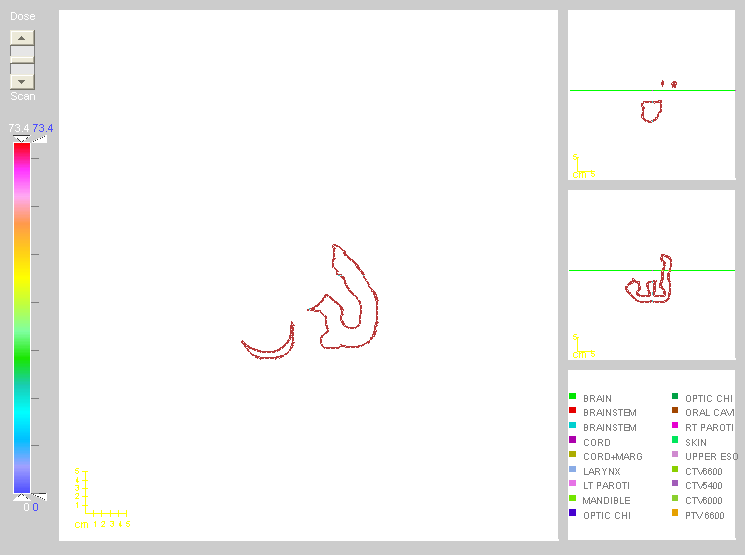 Dose
Scan
73.4 73.4
0 0
5
4
3
2
1
cm 1 2 3 4 5
5
cm 5
5
cm 5
BRAIN
BRAINSTEM
BRAINSTEM
CORD
CORD+MARG
LARYNX
LT PAROTI
MANDIBLE
OPTIC CHI
OPTIC CHI
ORAL CAVI
RT PAROTI
SKIN
UPPER ESO
CTV6600
CTV5400
CTV6000
PTV6600